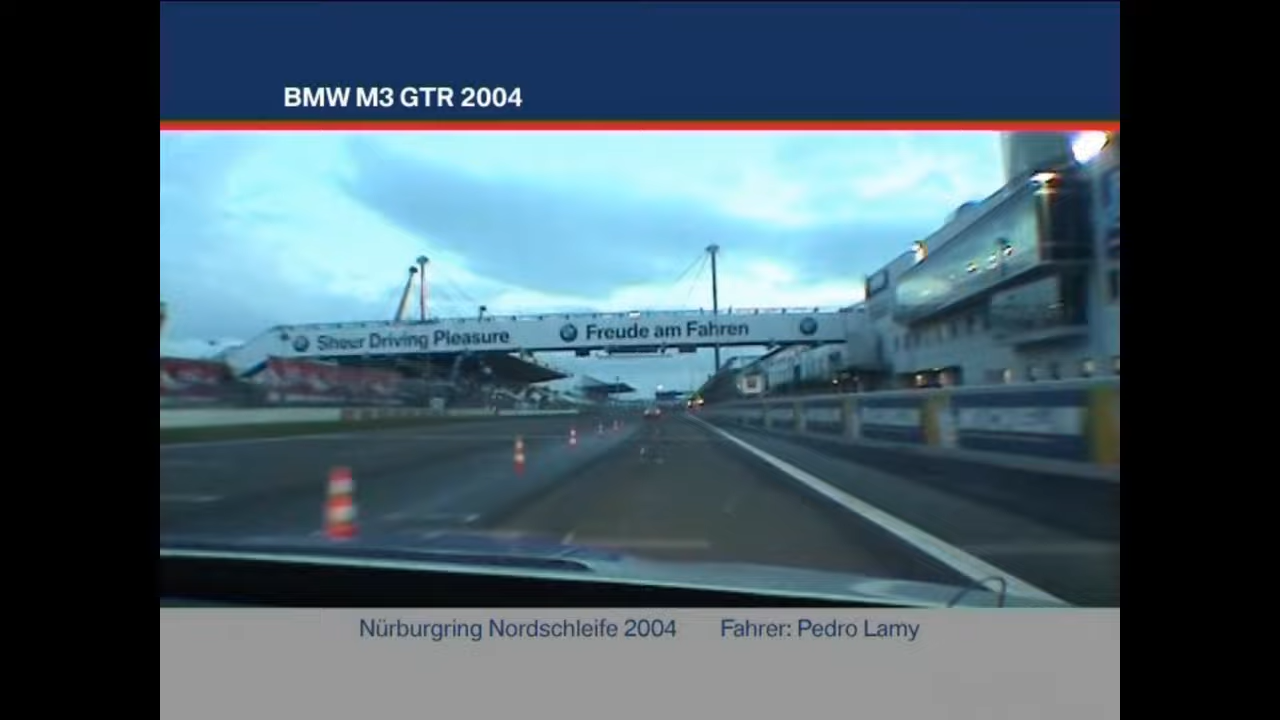 BMW M3 GTR 2004
Sheer Driving Pleasure Freude am Fahren
Nürburgring Nordschleife 2004 Fahrer: Pedro Lamy